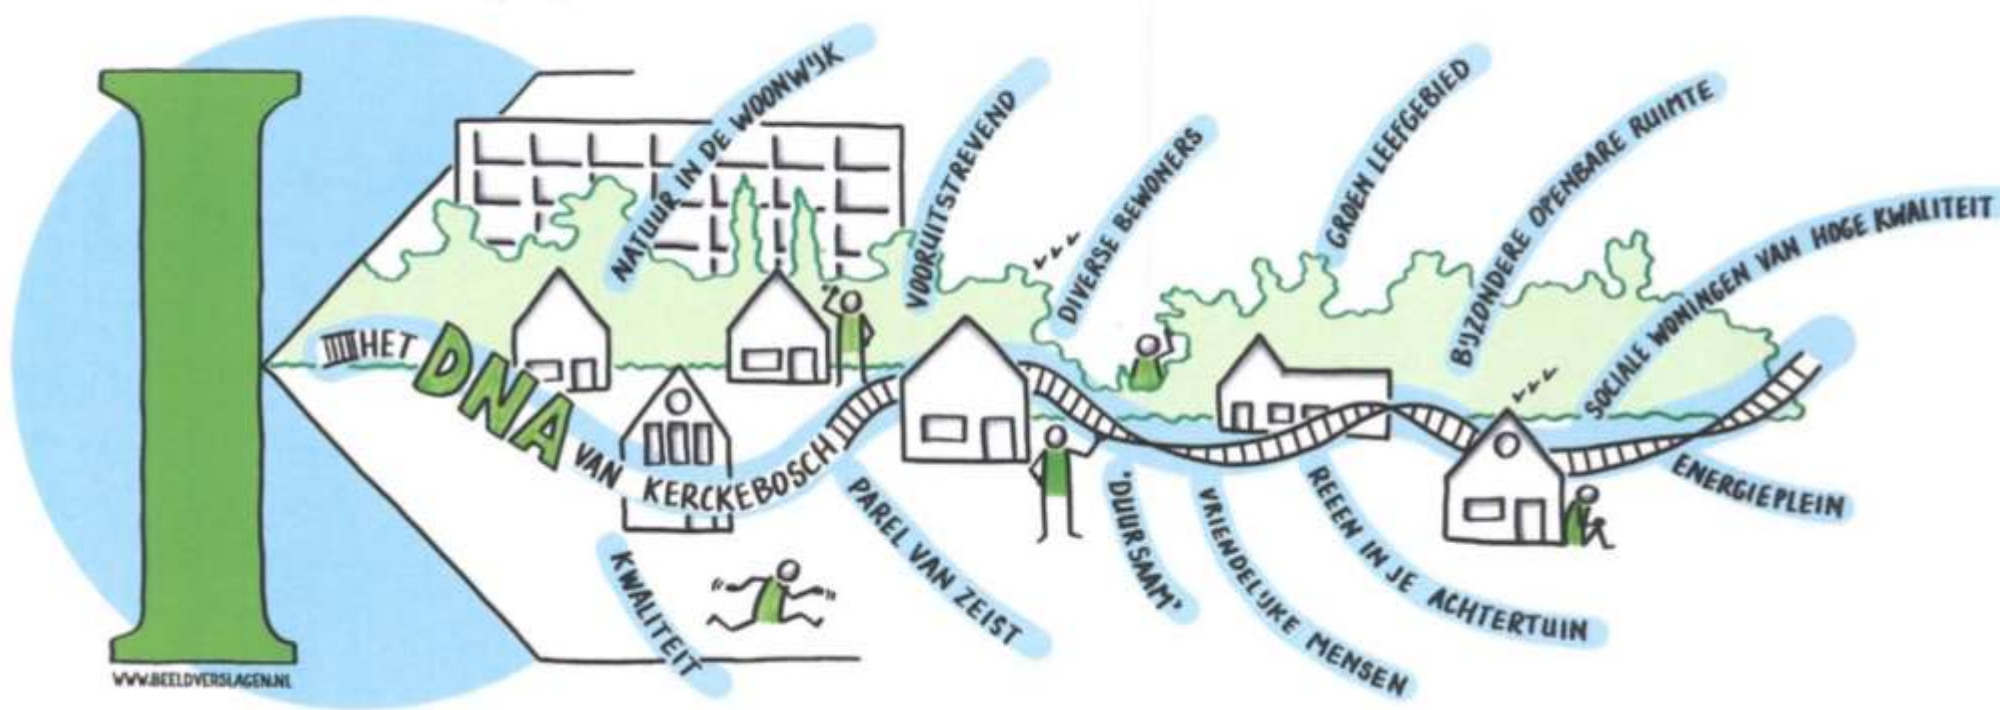 HET DNA VAN KERCKEBOSCH
NATUUR IN DE WOONWIJK
VOORUITSTREVEND
DIVERSE BEWONERS
GROEN LEEFGEBIED
BIJZONDERE OPENBARE RUIMTE
SOCIALE WONINGEN VAN HOGE KWALITEIT
KWALITEIT
PAREL VAN ZEIST
'DUURSAAM'
VRIENDELIJKE MENSEN
REEEN IN JE ACHTERTUIN
ENERGIEPLEIN
WWW.BEELDVERSLAGEN.NL